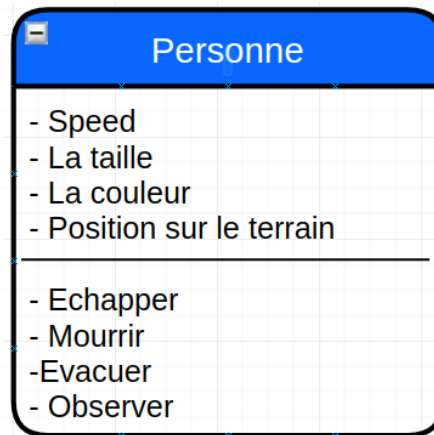 Personne
- Speed
- La taille
- La couleur
- Position sur le terrain
- Echapper
- Mourrir
-Evacuer
- Observer